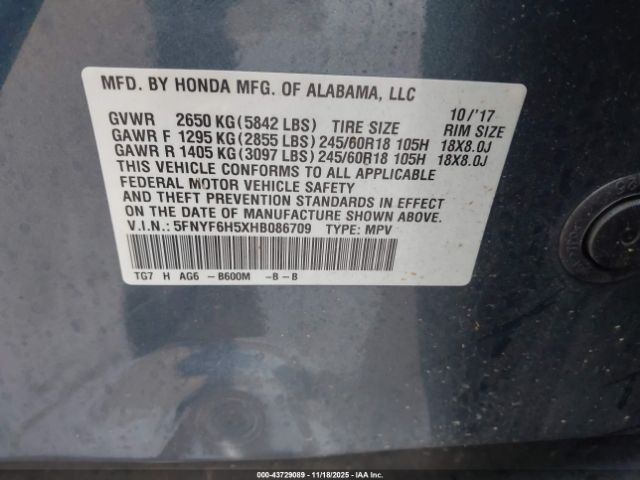 MFD. BY HONDA MFG. OF ALABAMA, LLC
10/'17
GVWR 2650 KG(5842 LBS) TIRE SIZE RIM SIZE
GAWR F 1295 KG(2855 LBS)245/60R18 105H 18X8.0J
GAWR R 1405 KG(3097 LBS)245/60R18 105H 18X8.0J
THIS VEHICLE CONFORMS TO ALL APPLICABLE
FEDERAL MOTOR VEHICLE SAFETY
AND THEFT PREVENTION STANDARDS IN EFFECT
ON THE DATE OF MANUFACTURE SHOWN ABOVE.
V.I.N.: 5FNYF6H5XHB086709 TYPE: MPV
TG7 H AG6 -B600M -B-B
000-43729089 - 11/18/2025 - IAA, Inc.